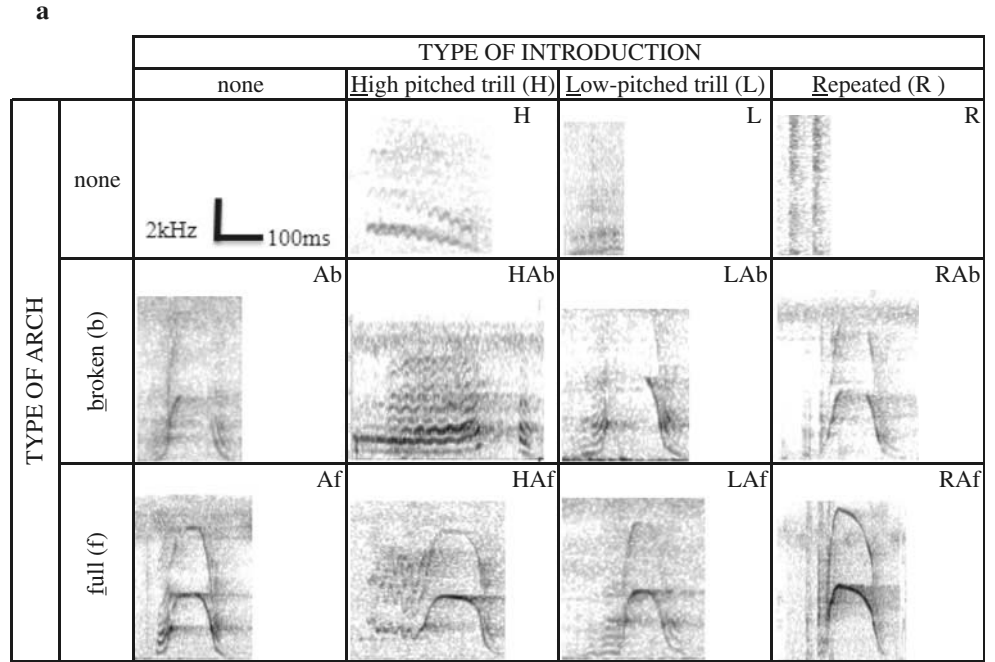 a
TYPE OF INTRODUCTION
none
High pitched trill (H)
Low-pitched trill (L)
Repeated (R )
TYPE OF ARCH
none
2kHz
100ms
H
L
R
broken (b)
Ab
HAb
LAb
RAb
full (f)
Af
HAf
LAf
RAf